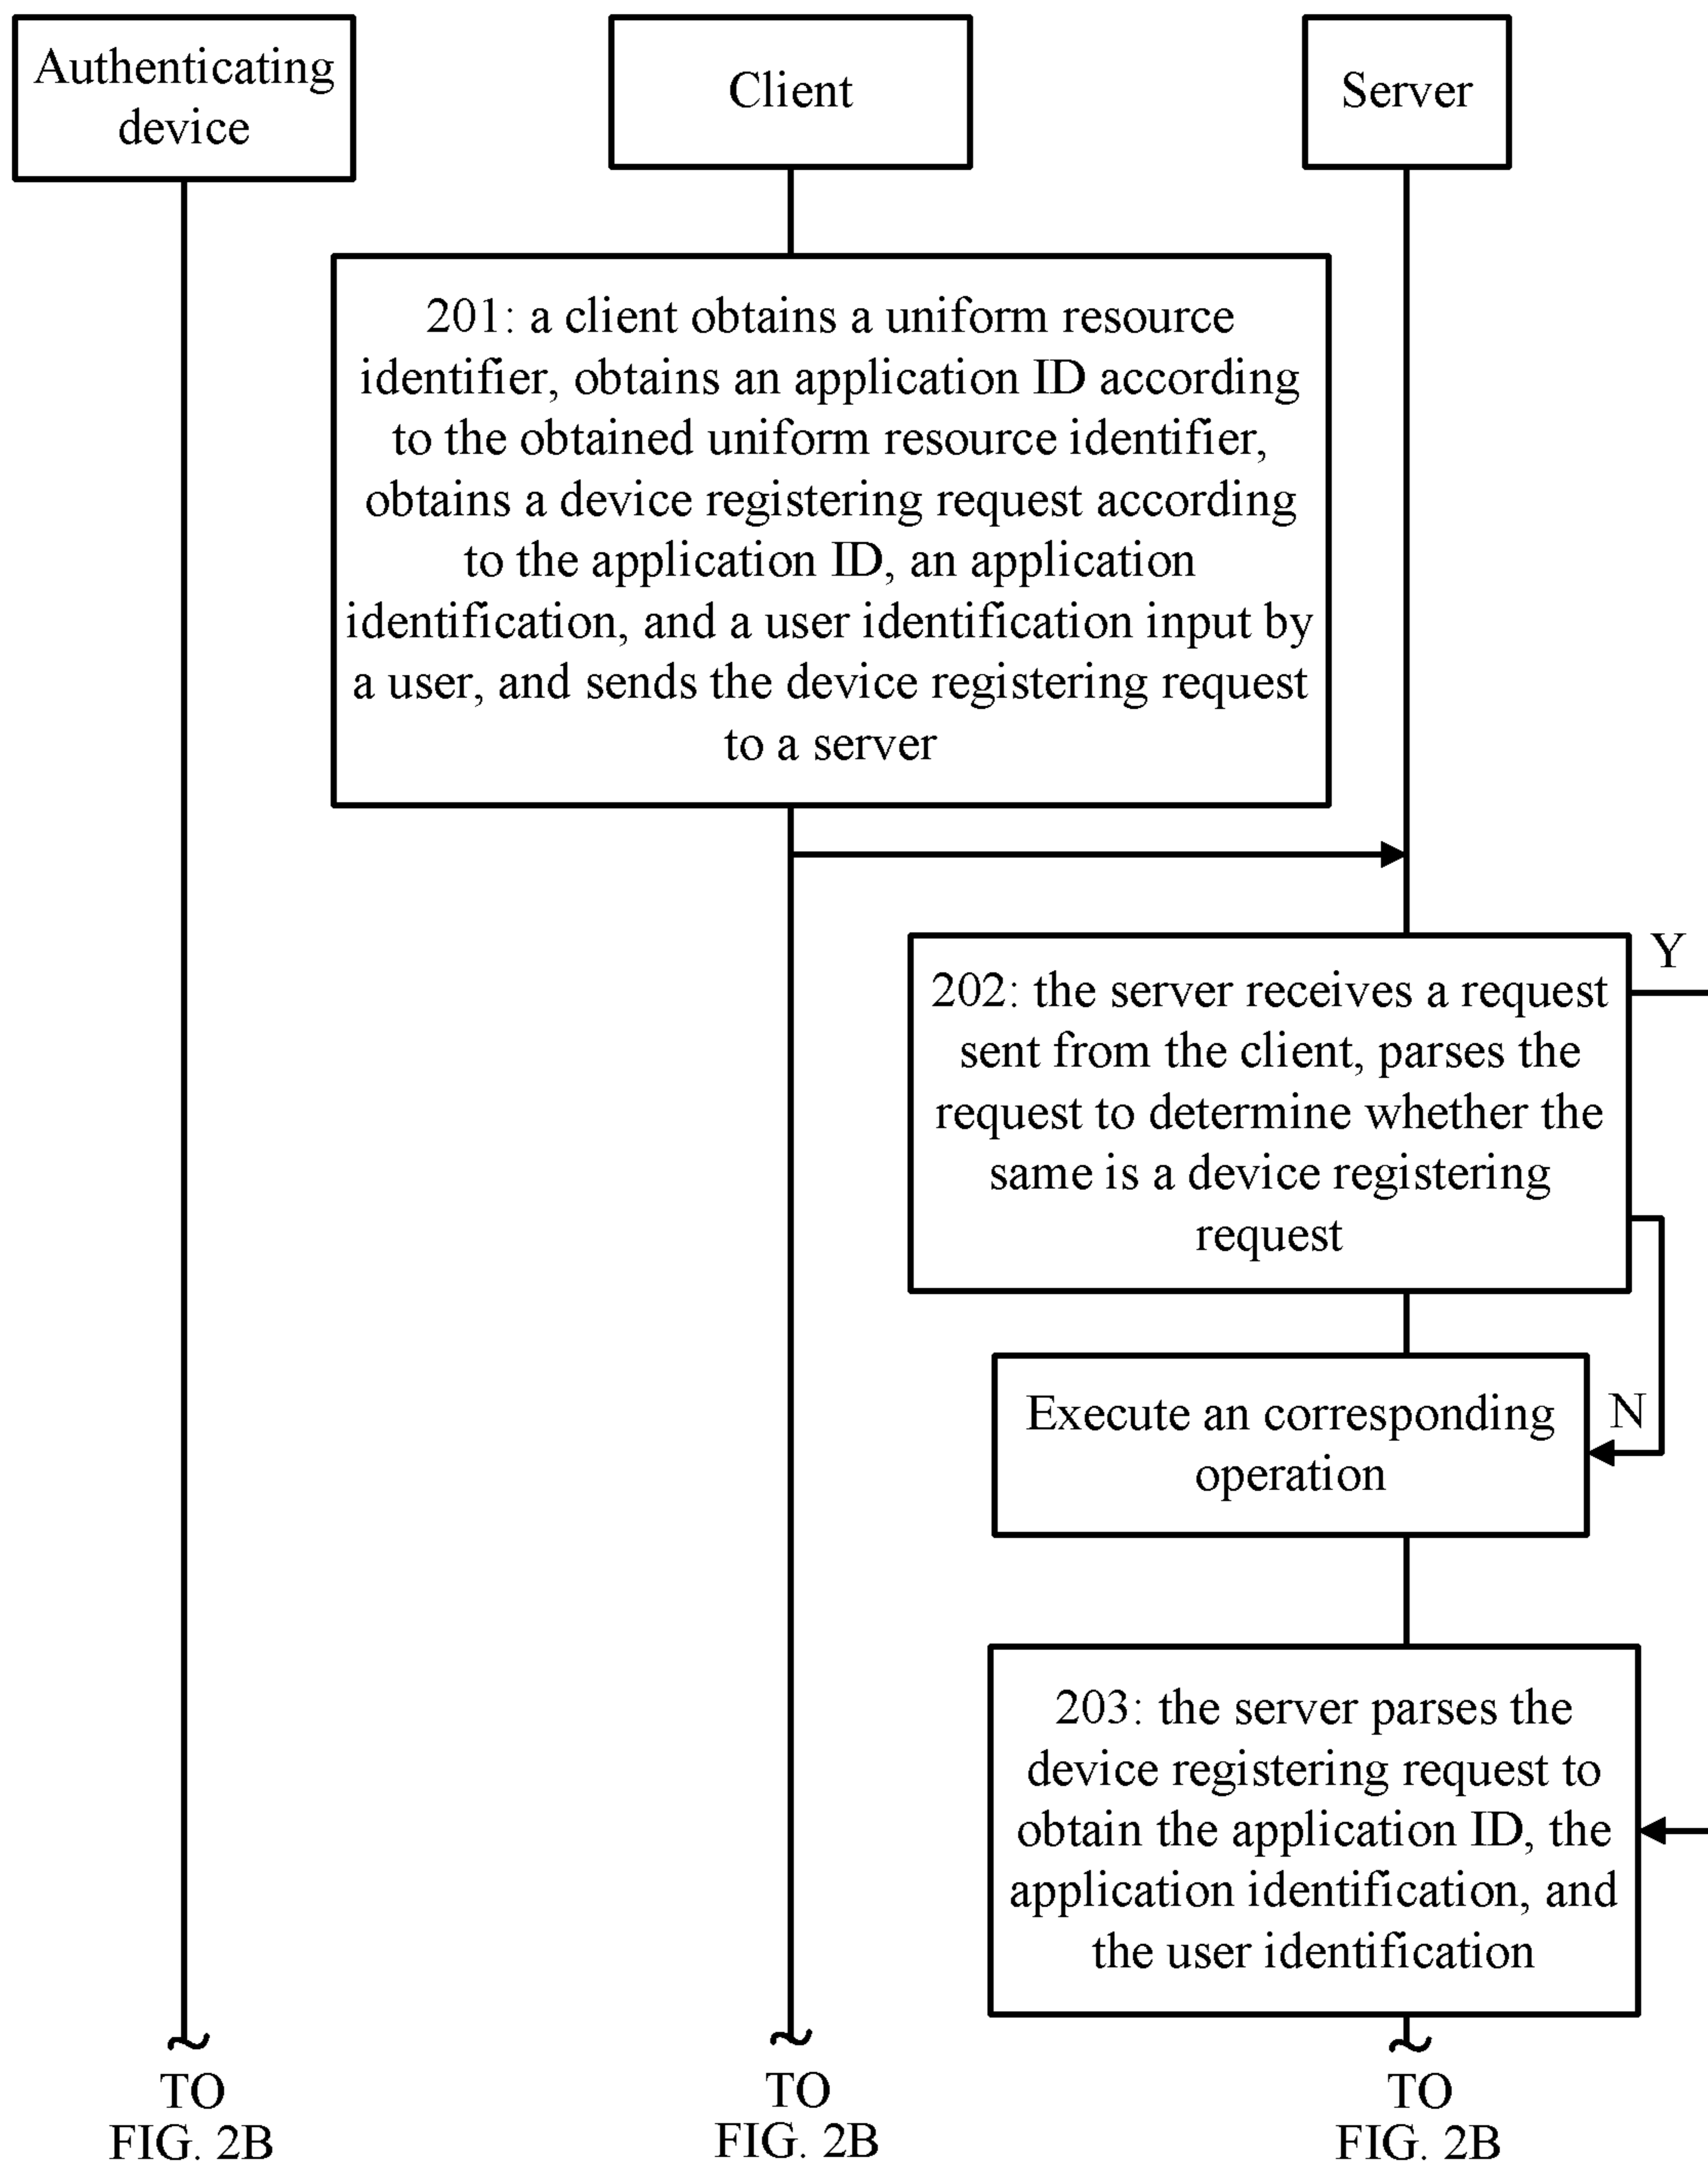 Authenticating
device
Client
Server
201: a client obtains a uniform resource
identifier, obtains an application ID according
to the obtained uniform resource identifier,
obtains a device registering request according
to the application ID, an application
identification, and a user identification input by
a user, and sends the device registering request
to a server
Y
202: the server receives a request
sent from the client, parses the
request to determine whether the
same is a device registering
request
N
Execute an corresponding
operation
203: the server parses the
device registering request to
obtain the application ID, the
application identification, and
the user identification
TO
FIG. 2B
TO
FIG. 2B
TO
FIG. 2B